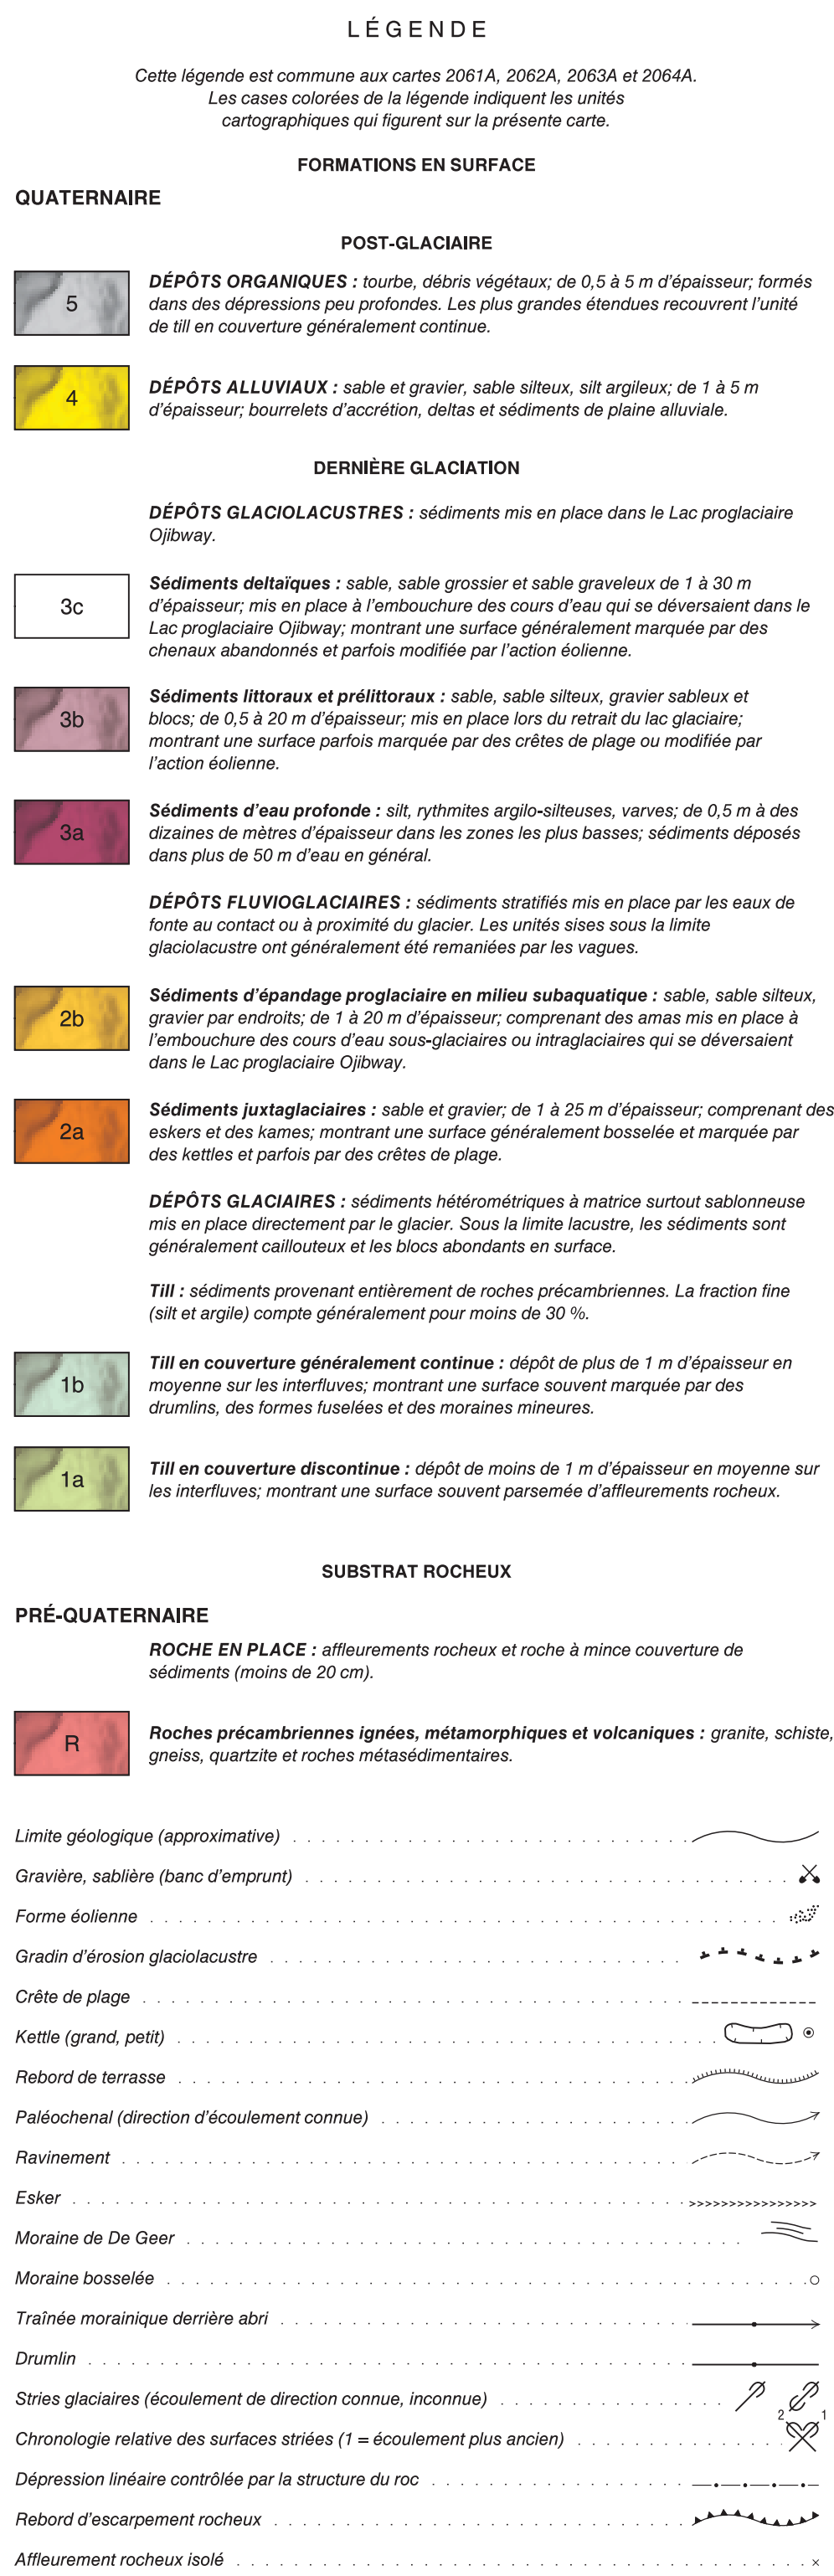 LÉGENDE
Cette légende est commune aux cartes 2061A, 2062A, 2063A et 2064A.
Les cases colorées de la légende indiquent les unités
cartographiques qui figurent sur la présente carte.
FORMATIONS EN SURFACE
QUATERNAIRE
POST-GLACIAIRE
5
DÉPÔTS ORGANIQUES : tourbe, débris végétaux; de 0,5 à 5 m d'épaisseur; formés
dans des dépressions peu profondes. Les plus grandes étendues recouvrent l'unité
de till en couverture généralement continue.
4
DÉPÔTS ALLUVIAUX : sable et gravier, sable silteux, silt argileux; de 1 à 5 m
d'épaisseur; bourrelets d'accrétion, deltas et sédiments de plaine alluviale.
DERNIÈRE GLACIATION
DÉPÔTS GLACIOLACUSTRES : sédiments mis en place dans le Lac proglaciaire
Ojibway.
3c
Sédiments deltaïques : sable, sable grossier et sable graveleux de 1 à 30 m
d'épaisseur; mis en place à l'embouchure des cours d'eau qui se déversaient dans le
Lac proglaciaire Ojibway; montrant une surface généralement marquée par des
chenaux abandonnés et parfois modifiée par l'action éolienne.
3b
Sédiments littoraux et prélittoraux : sable, sable silteux, gravier sableux et
blocs; de 0,5 à 20 m d'épaisseur; mis en place lors du retrait du lac glaciaire;
montrant une surface parfois marquée par des crêtes de plage ou modifiée par
l'action éolienne.
3a
Sédiments d'eau profonde : silt, rythmites argilo-silteuses, varves; de 0,5 m à des
dizaines de mètres d'épaisseur dans les zones les plus basses; sédiments déposés
dans plus de 50 m d'eau en général.
DÉPÔTS FLUVIOGLACIAIRES : sédiments stratifiés mis en place par les eaux de
fonte au contact ou à proximité du glacier. Les unités sises sous la limite
glaciolacustre ont généralement été remaniées par les vagues.
2b
Sédiments d'épandage proglaciaire en milieu subaquatique : sable, sable silteux,
gravier par endroits; de 1 à 20 m d'épaisseur; comprenant des amas mis en place à
l'embouchure des cours d'eau sous-glaciaires ou intraglaciaires qui se déversaient
dans le Lac proglaciaire Ojibway.
2a
Sédiments juxtaglaciaires : sable et gravier; de 1 à 25 m d'épaisseur; comprenant des
eskers et des kames; montrant une surface généralement bosselée et marquée par
des kettles et parfois par des crêtes de plage.
DÉPÔTS GLACIAIRES : sédiments hétérométriques à matrice surtout sablonneuse
mis en place directement par le glacier. Sous la limite lacustre, les sédiments sont
généralement caillouteux et les blocs abondants en surface.
Till : sédiments provenant entièrement de roches précambriennes. La fraction fine
(silt et argile) compte généralement pour moins de 30 %.
1b
Till en couverture généralement continue : dépôt de plus de 1 m d'épaisseur en
moyenne sur les interfluves; montrant une surface souvent marquée par des
drumlins, des formes fuselées et des moraines mineures.
1a
Till en couverture discontinue : dépôt de moins de 1 m d'épaisseur en moyenne sur
les interfluves; montrant une surface souvent parsemée d'affleurements rocheux.
SUBSTRAT ROCHEUX
PRÉ-QUATERNAIRE
ROCHE EN PLACE : affleurements rocheux et roche à mince couverture de
sédiments (moins de 20 cm).
R
Roches précambriennes ignées, métamorphiques et volcaniques : granite, schiste,
gneiss, quartzite et roches métasédimentaires.
Limite géologique (approximative)
Gravière, sablière (banc d'emprunt)
Forme éolienne
Gradin d'érosion glaciolacustre
Crête de plage
Kettle (grand, petit)
Rebord de terrasse
Paléochenal (direction d'écoulement connue)
Ravinement
Esker
Moraine de De Geer
Moraine bosselée
Traînée morainique derrière abri
Drumlin
Stries glaciaires (écoulement de direction connue, inconnue)
2 1
Chronologie relative des surfaces striées (1 = écoulement plus ancien)
Dépression linéaire contrôlée par la structure du roc
Rebord d'escarpement rocheux
Affleurement rocheux isolé